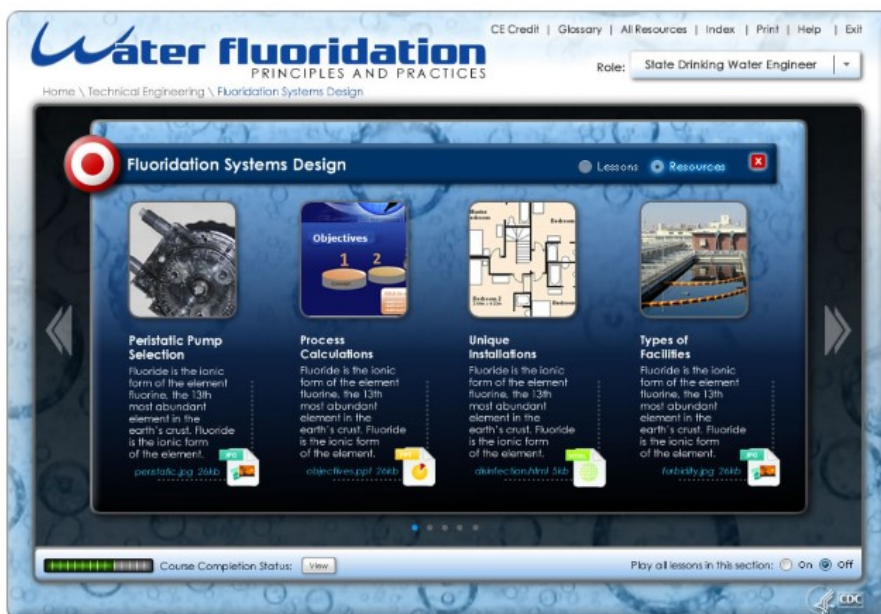 CE Credit | Glossary | All Resources | Index | Print | Help | Exit
Water fluoridation
PRINCIPLES AND PRACTICES
Role: State Drinking Water Engineer
Home \ Technical Engineering \ Fluoridation Systems Design
Fluoridation Systems Design
Lessons
Resources
x
Objectives
1 2
Bedroom 2
Peristatic Pump
Selection
Fluoride is the ionic
form of the element
fluorine, the 13th
most abundant
element in the
earth's crust. Fluoride
is the ionic form
of the element.
JPG
peristatic.jpg 26kb
Process
Calculations
Fluoride is the ionic
form of the element
fluorine, the 13th
most abundant
element in the
earth's crust. Fluoride
is the ionic form
of the element.
PPT
objectives.ppt 26kb
Unique
Installations
Fluoride is the ionic
form of the element
fluorine, the 13th
most abundant
element in the
earth's crust. Fluoride
is the ionic form
of the element.
HTML
disinfection.html 5kb
Types of
Facilities
Fluoride is the ionic
form of the element
fluorine, the 13th
most abundant
element in the
earth's crust. Fluoride
is the ionic form
of the element.
JPG
26kb
Course Completion Status: View
Play all lessons in this section: On Off
CDC